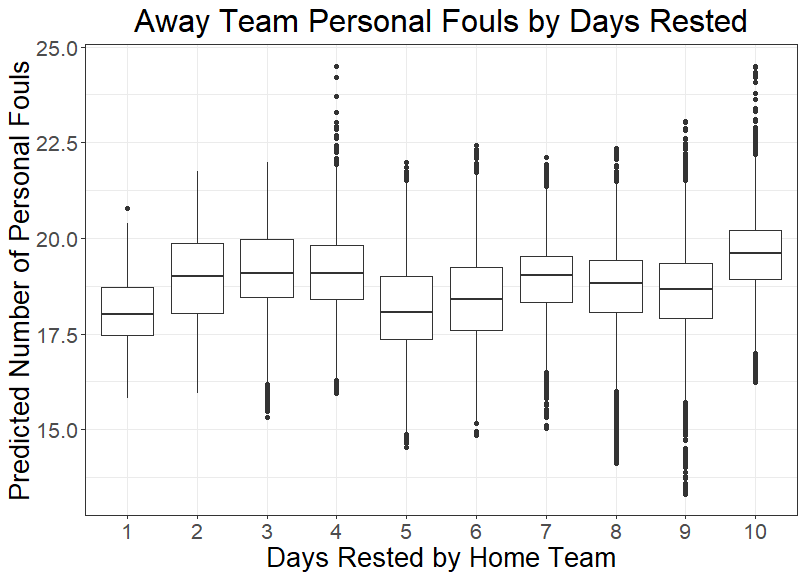 Away Team Personal Fouls by Days Rested
Predicted Number of Personal Fouls
25.0
22.5
20.0
17.5
15.0
1 2 3 4 5 6 7 8 9 10
Days Rested by Home Team